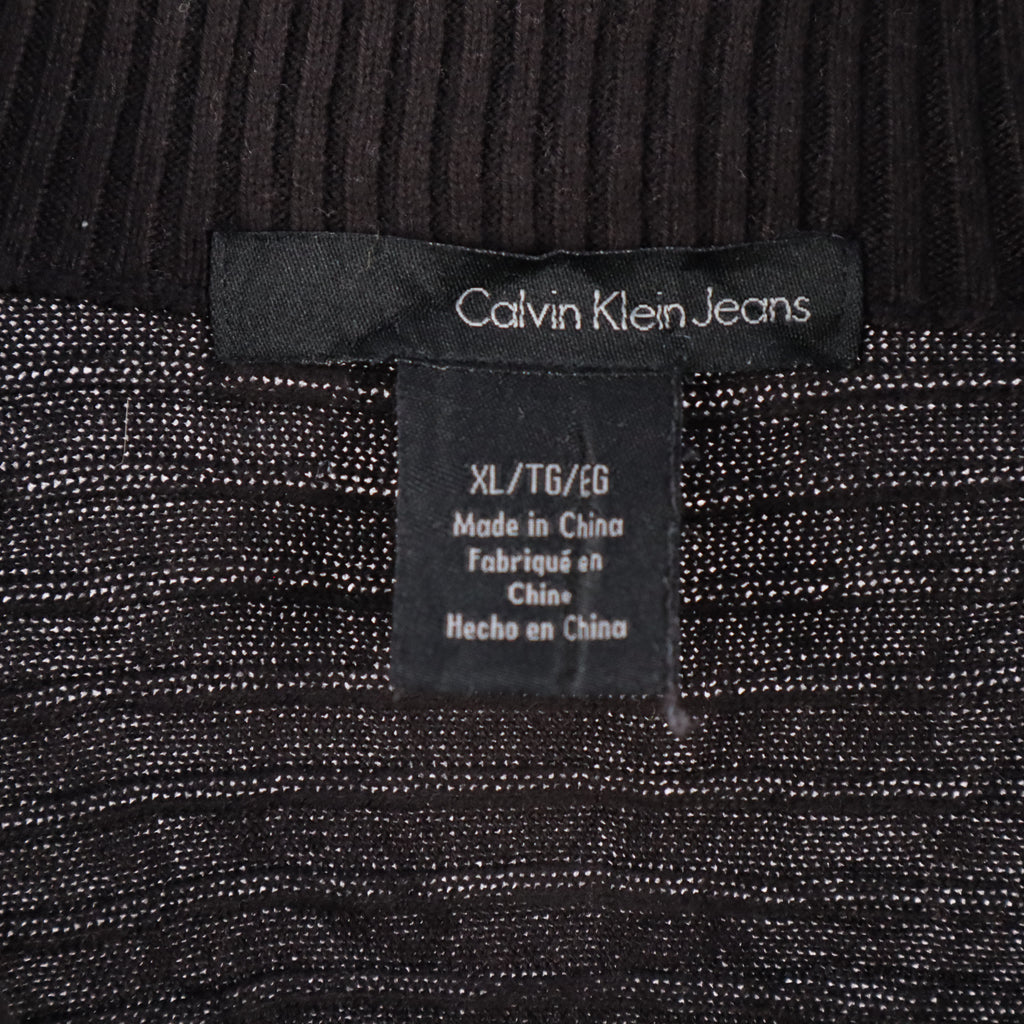 Calvin Klein Jeans
XL/TG/EG
Made in China
Fabriqué en
Chine
Hecho en China